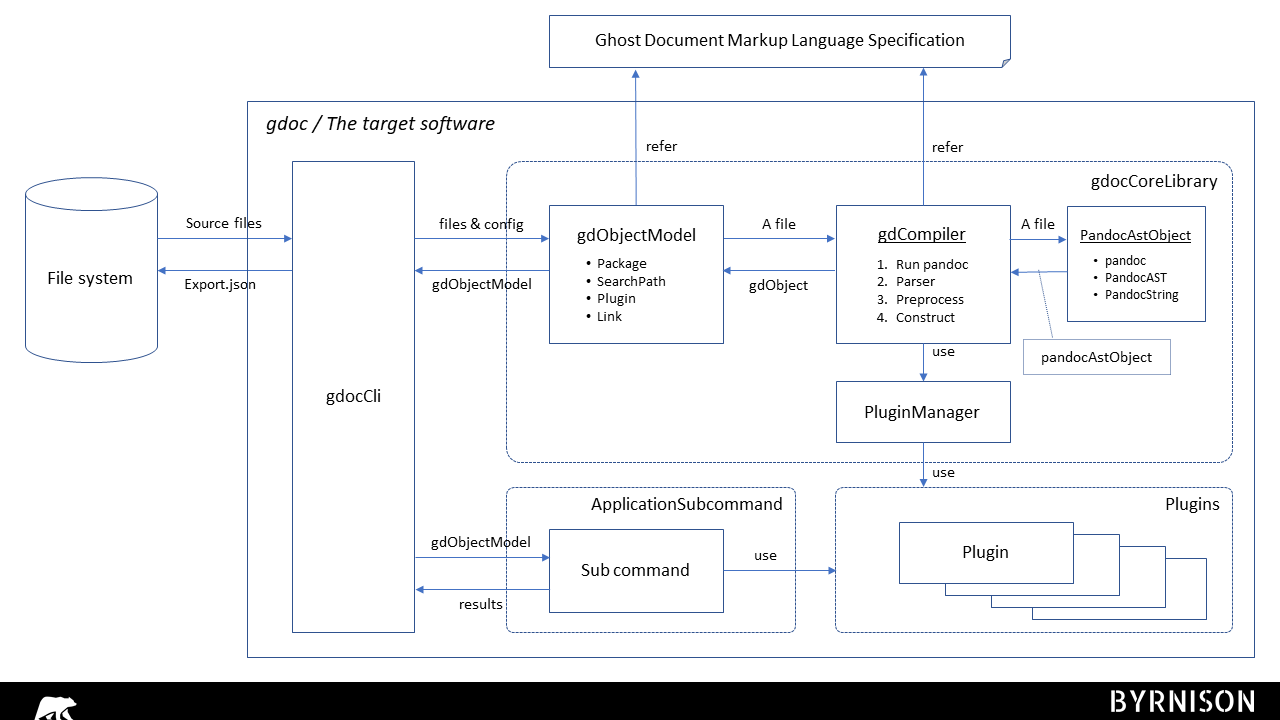 Ghost Document Markup Language Specification
gdoc / The target software
refer
refer
gdocCoreLibrary
File system
Source files
Export.json
gdocCli
files & config
gdObjectModel
gdObjectModel
• Package
• SearchPath
• Plugin
• Link
A file
gdObject
gdCompiler
1. Run pandoc
2. Parser
3. Preprocess
4. Construct
A file
PandocAstObject
• pandoc
• PandocAST
• PandocString
pandocAstObject
use
PluginManager
use
ApplicationSubcommand
gdObjectModel
results
Sub command
use
Plugins
Plugin
BYRNISON